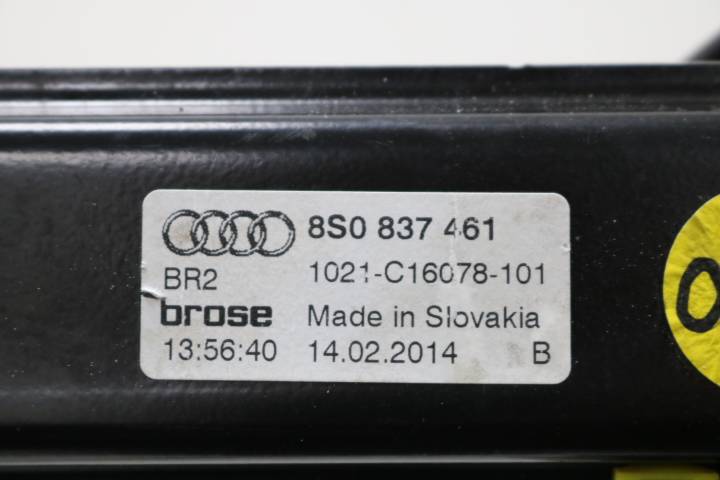 8S0 837 461
BR2 1021-C16078-101
brose Made in Slovakia
13:56:40 14.02.2014 B